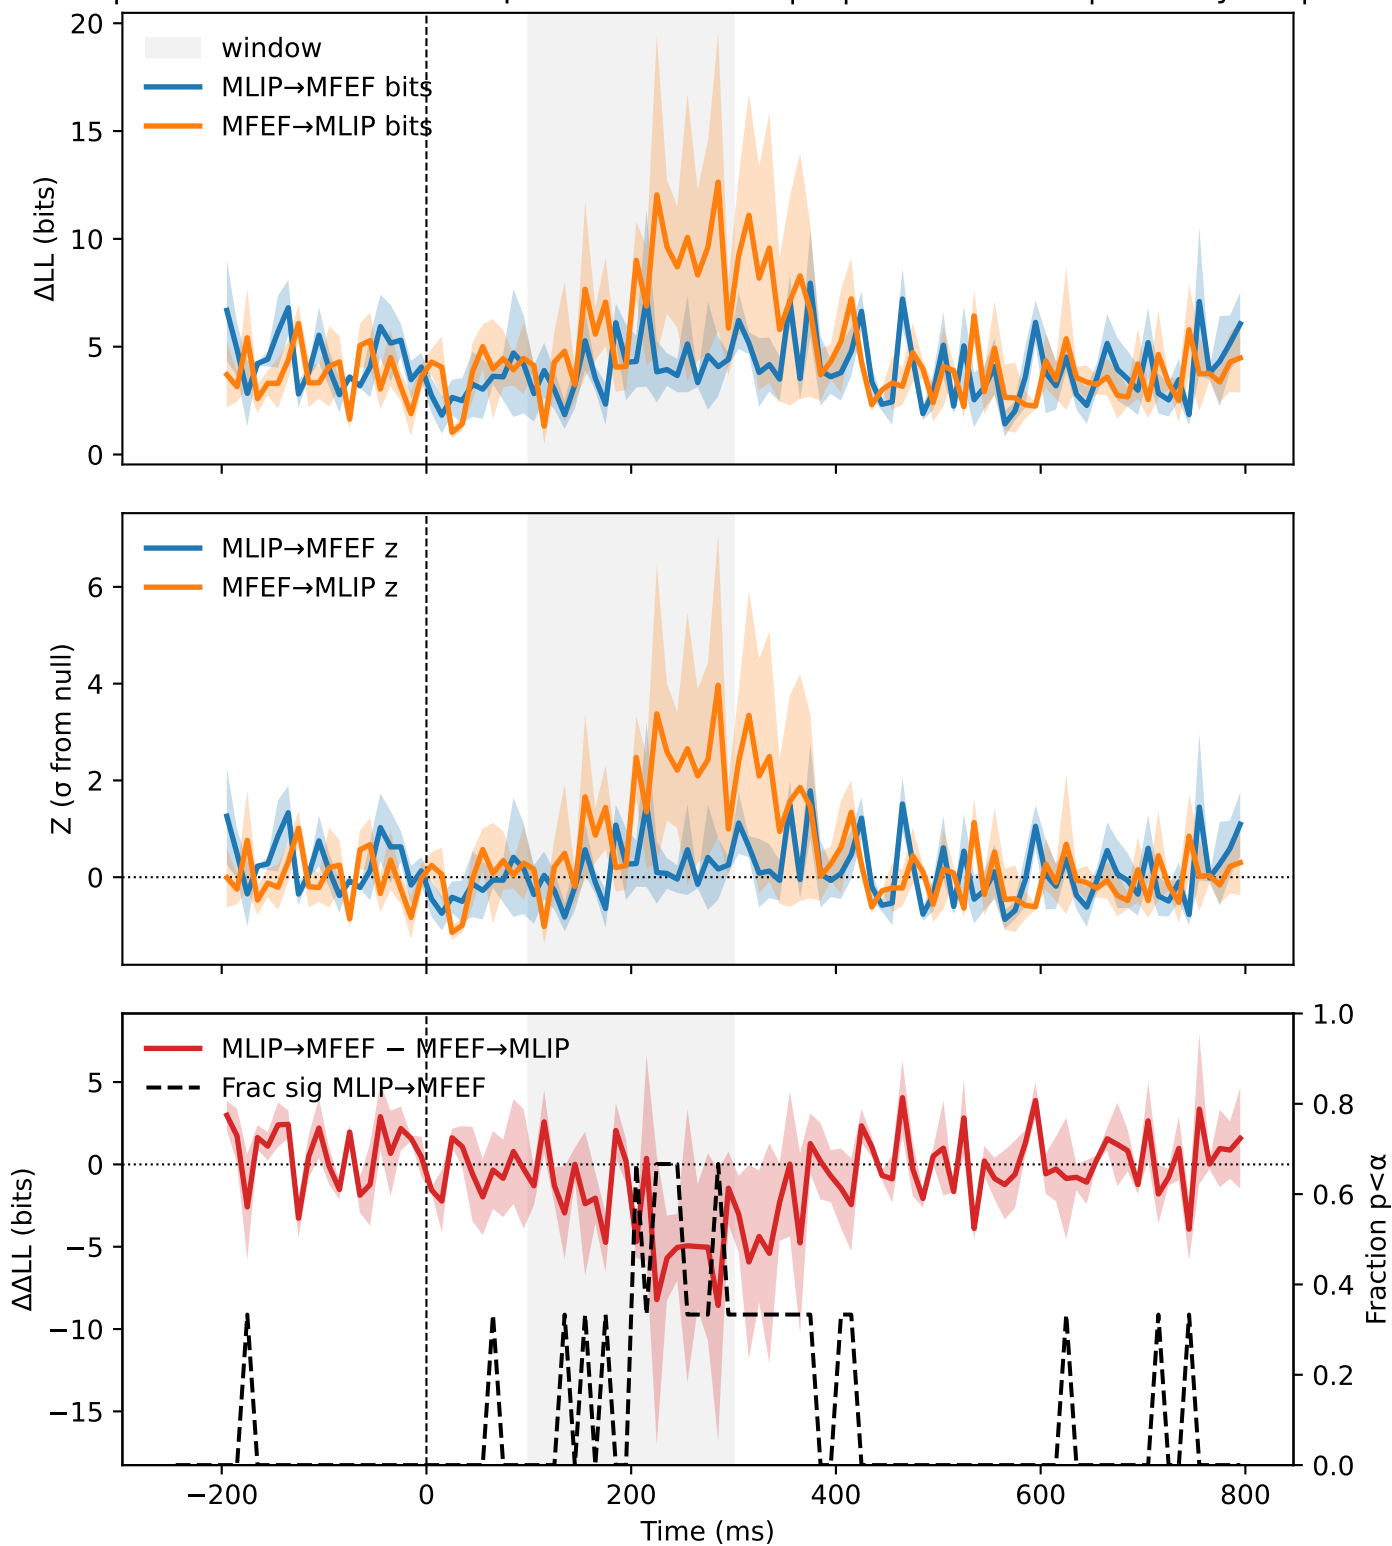 20
15
10
5
0
ΔLL (bits)
window
MLIP→MFEF bits
MFEF→MLIP bits
6
4
2
0
Z (σ from null)
MLIP→MFEF z
MFEF→MLIP z
5
0
−5
−10
−15
ΔΔLL (bits)
MLIP→MFEF − MFEF→MLIP
Frac sig MLIP→MFEF
1.0
0.8
0.6
0.4
0.2
0.0
Fraction p<α
−200 0 200 400 600 800
Time (ms)